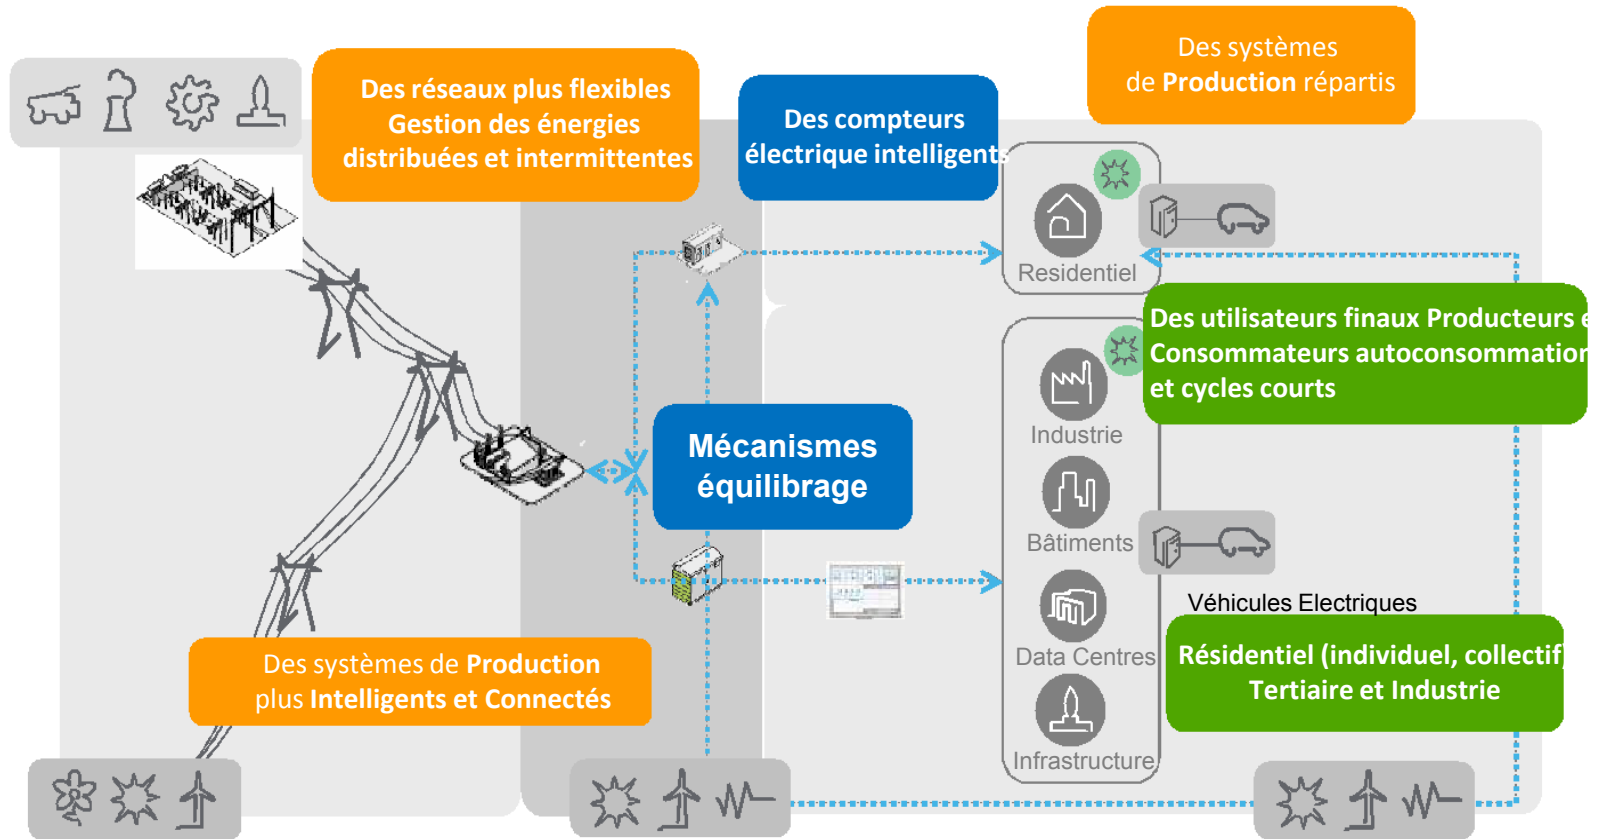 Des systèmes
de Production répartis
Des réseaux plus flexibles
Gestion des énergies
distribuées et intermittentes
Des compteurs
électrique intelligents
Residentiel
Des utilisateurs finaux Producteurs e
Consommateurs autoconsommation
et cycles courts
Industrie
Mécanismes
équilibrage
Bâtiments
Véhicules Electriques
Data Centres
Résidentiel (individuel, collectif)
Tertiaire et Industrie
Des systèmes de Production
plus Intelligents et Connectés
Infrastructure